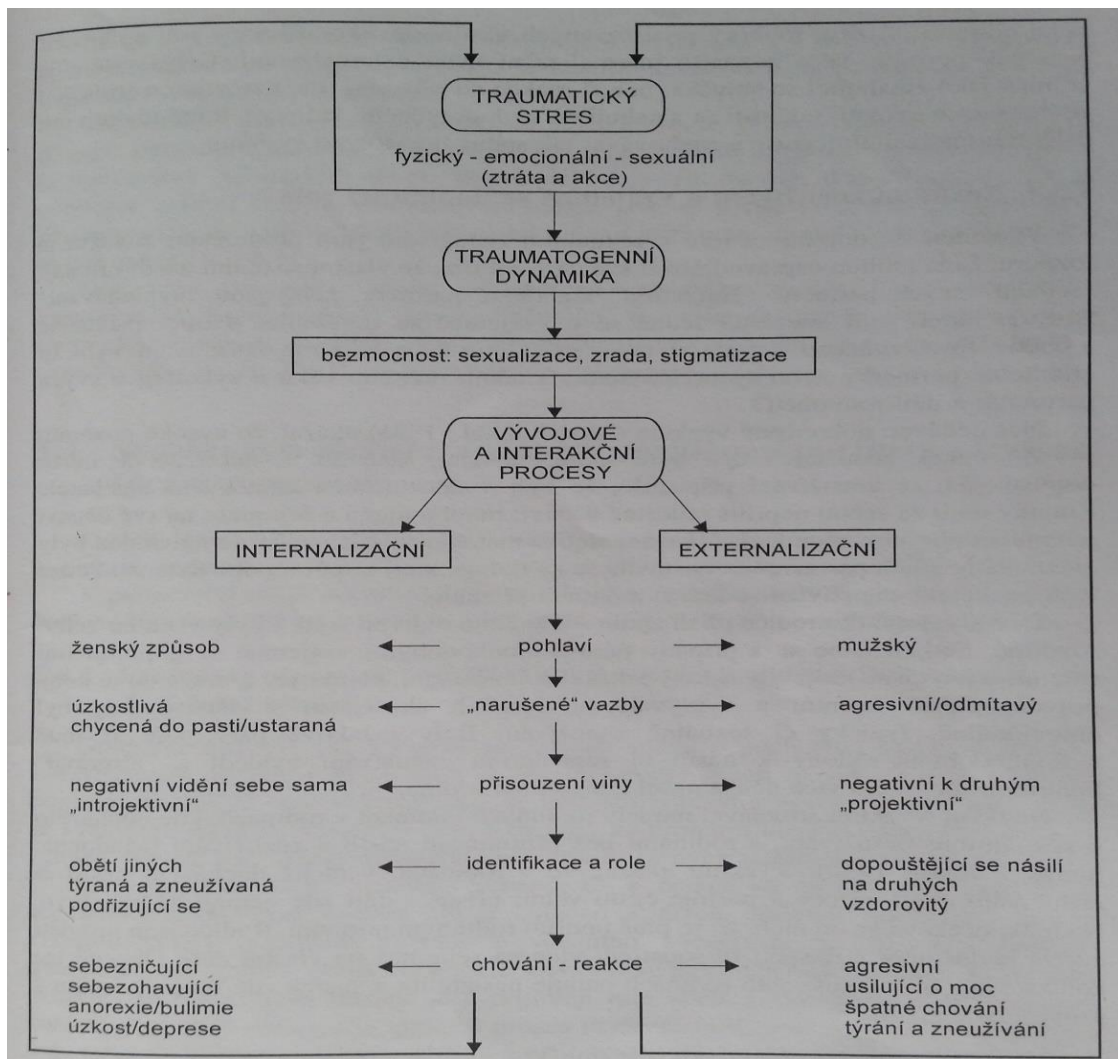 TRAUMATICKÝ
STRES
fyzický - emocionální - sexuální
(ztráta a akce)
TRAUMATOGENNÍ
DYNAMIKA
bezmocnost: sexualizace, zrada, stigmatizace
VÝVOJOVÉ
A INTERAKČNÍ
PROCESY
INTERNALIZAČNÍ
EXTERNALIZAČNÍ
ženský způsob
pohlaví
mužský
úzkostlivá
chycená do pasti/ustaraná
„narušené“ vazby
agresivní/odmítavý
negativní vidění sebe sama
„introjektivní“
přisouzení viny
negativní k druhým
„projektivní“
obětí jiných
týraná a zneužívaná
podřizující se
identifikace a role
dopouštějící se násilí
na druhých
vzdorovitý
sebezničující
sebezohavující
anorexie/bulimie
úzkost/deprese
chování - reakce
agresivní
usilující o moc
špatné chování
týrání a zneužívání